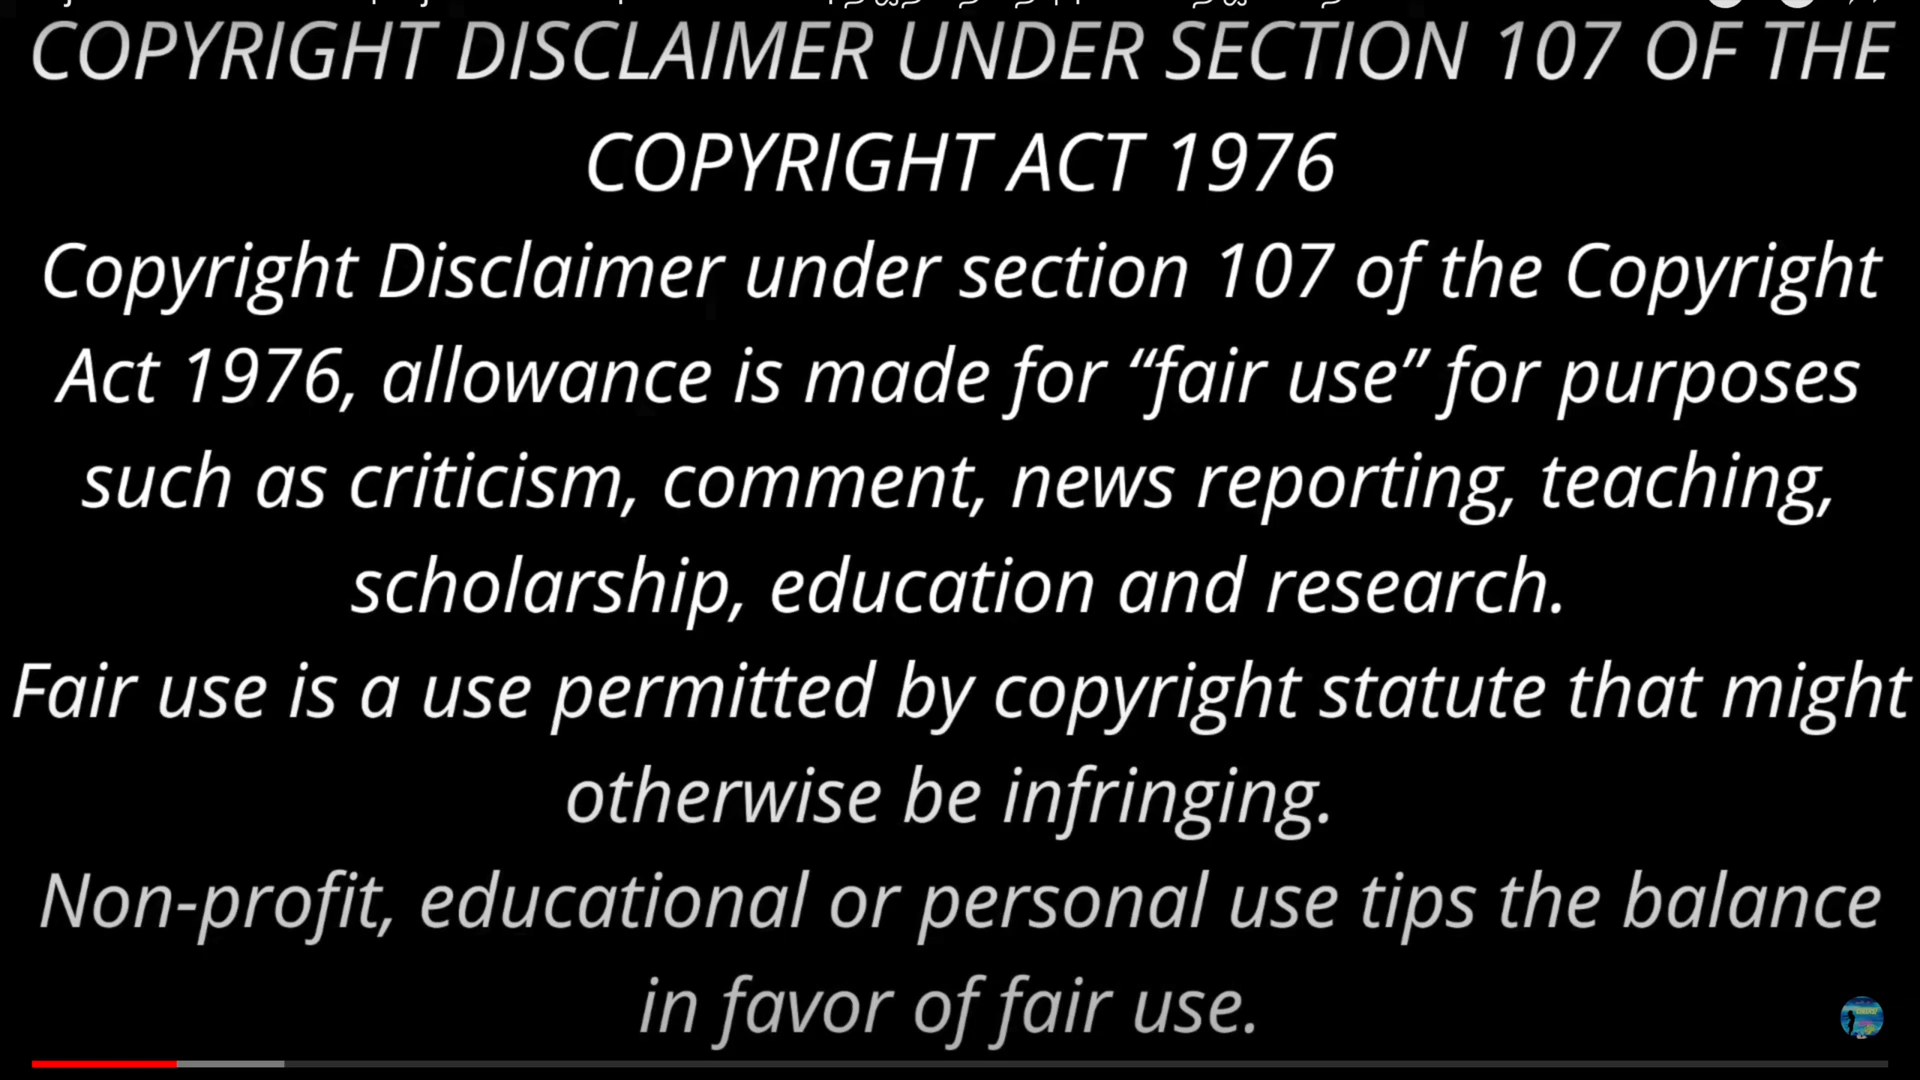 COPYRIGHT DISCLAIMER UNDER SECTION 107 OF THE
COPYRIGHT ACT 1976
Copyright Disclaimer under section 107 of the Copyright
Act 1976, allowance is made for “fair use” for purposes
such as criticism, comment, news reporting, teaching,
scholarship, education and research.
Fair use is a use permitted by copyright statute that might
otherwise be infringing.
Non-profit, educational or personal use tips the balance
in favor of fair use.